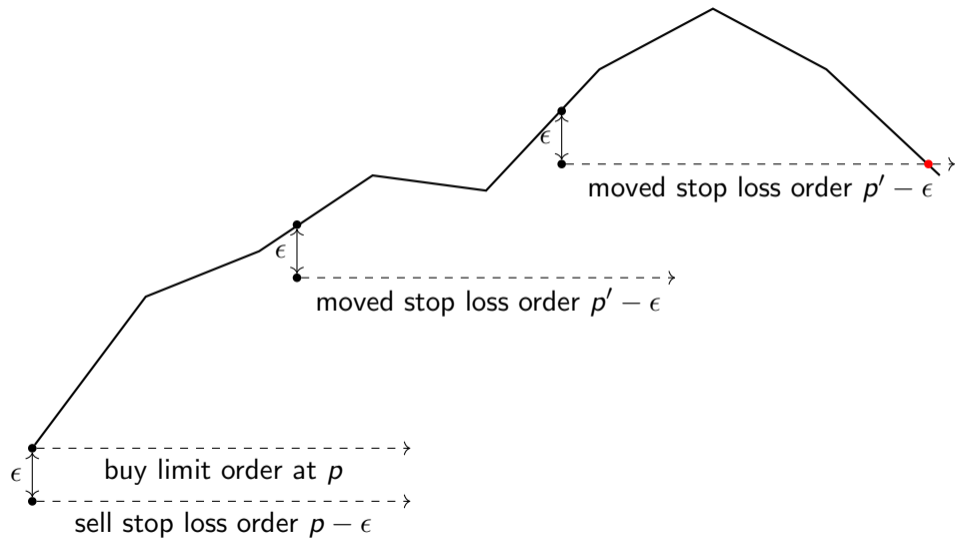 ϵ
moved stop loss order p′ − ϵ
ϵ
moved stop loss order p′ − ϵ
ϵ
buy limit order at p
sell stop loss order p − ϵ